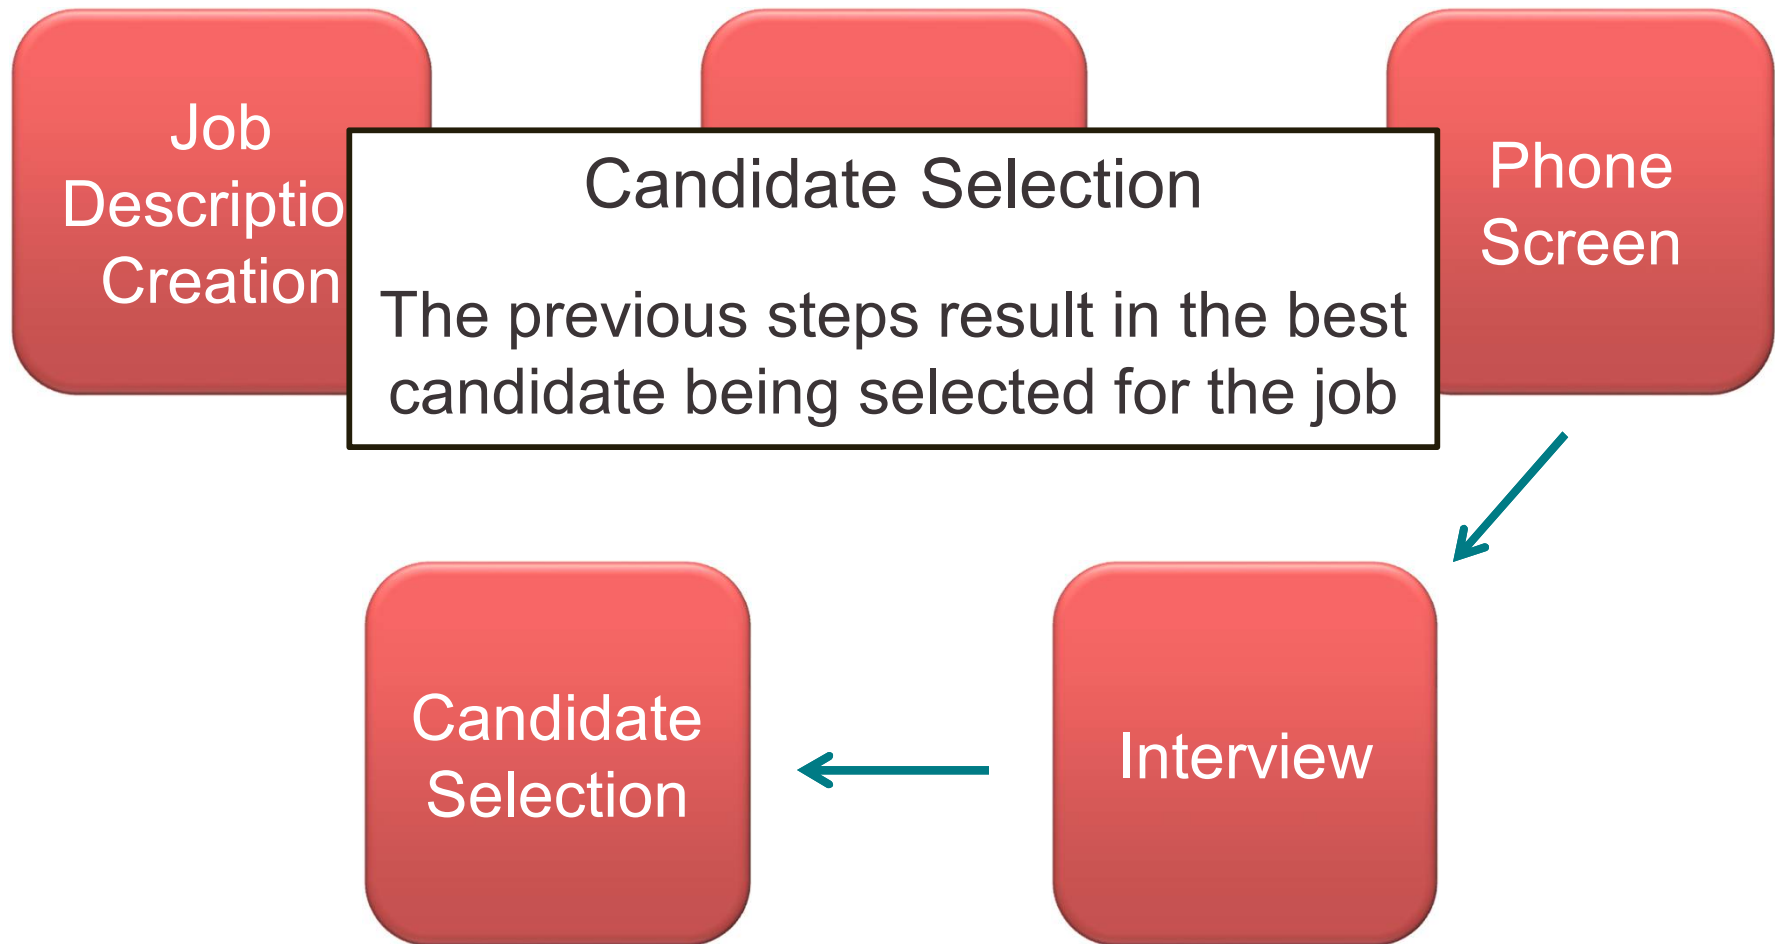 Job
Descriptio
Creation
Candidate Selection
The previous steps result in the best
candidate being selected for the job
Phone
Screen
Candidate
Selection
Interview